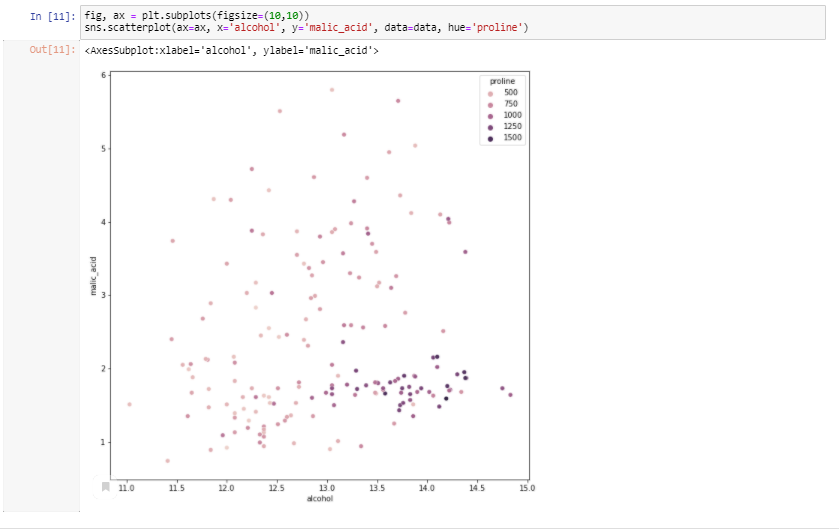 In [11]: fig, ax = plt.subplots(figsize=(10,10))
sns.scatterplot(ax=ax, x='alcohol', y='malic_acid', data=data, hue='proline')
Out[11]: <AxesSubplot:xlabel='alcohol', ylabel='malic_acid'>
proline
500
750
1000
1250
1500
6
5
4
3
2
1
malic_acid
11.0 11.5 12.0 12.5 13.0 13.5 14.0 14.5 15.0
alcohol